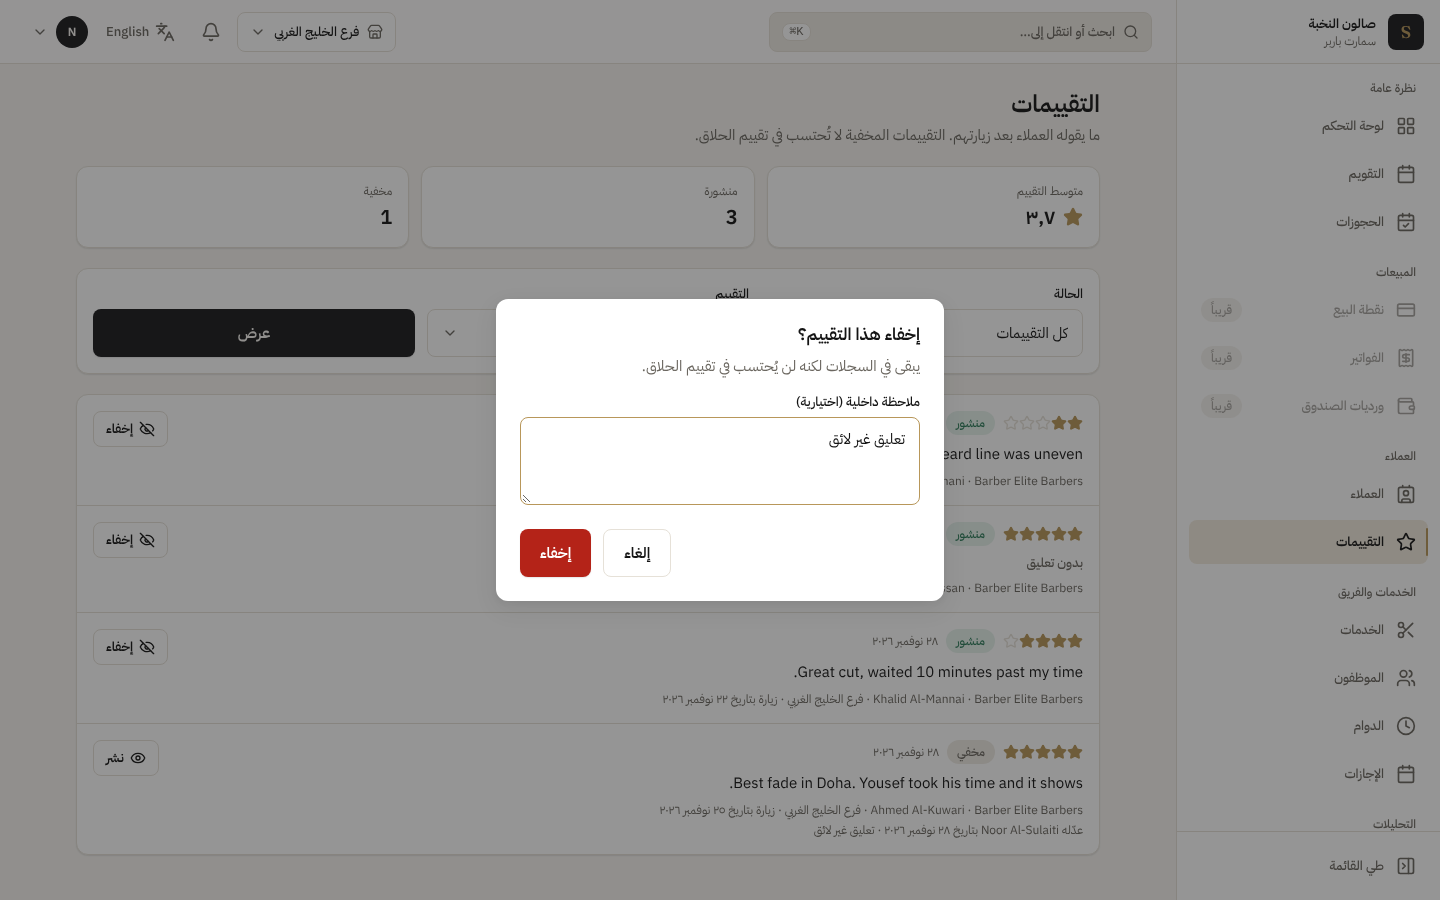 صالون النخبة
سمارت باربر
S
ابحث أو انتقل إلى...
⌘K
فرع الخليج الغربي
English
N
نظرة عامة
لوحة التحكم
التقويم
الحجوزات
المبيعات
نقطة البيع
قريباً
الفواتير
قريباً
ورديات الصندوق
قريباً
العملاء
العملاء
التقييمات
الخدمات والفريق
الخدمات
الموظفون
الدوام
الإجازات
التحليلات
طي القائمة
التقييمات
ما يقوله العملاء بعد زيارتهم. التقييمات المخفية لا تُحتسب في تقييم الحلاق.
متوسط التقييم
٣,٧
منشورة
3
مخفية
1
الحالة
كل التقييمات
التقييم
عرض
إخفاء هذا التقييم؟
يبقى في السجلات لكنه لن يُحتسب في تقييم الحلاق.
ملاحظة داخلية (اختيارية)
تعليق غير لائق
إلغاء
إخفاء
منشور
إخفاء
line was uneven
Barber Elite Barbers
منشور
إخفاء
بدون تعليق
Barber Elite Barbers
منشور
٢٨ نوفمبر ٢٠٢٦
إخفاء
Great cut, waited 10 minutes past my time.
Khalid Al-Mannai · Barber Elite Barbers · فرع الخليج الغربي · زيارة بتاريخ ٢٢ نوفمبر ٢٠٢٦
مخفي
٢٨ نوفمبر ٢٠٢٦
نشر
Best fade in Doha. Yousef took his time and it shows.
Ahmed Al-Kuwari · Barber Elite Barbers · فرع الخليج الغربي · زيارة بتاريخ ٢٥ نوفمبر ٢٠٢٦
عدّله Noor Al-Sulaiti بتاريخ ٢٨ نوفمبر ٢٠٢٦ · تعليق غير لائق